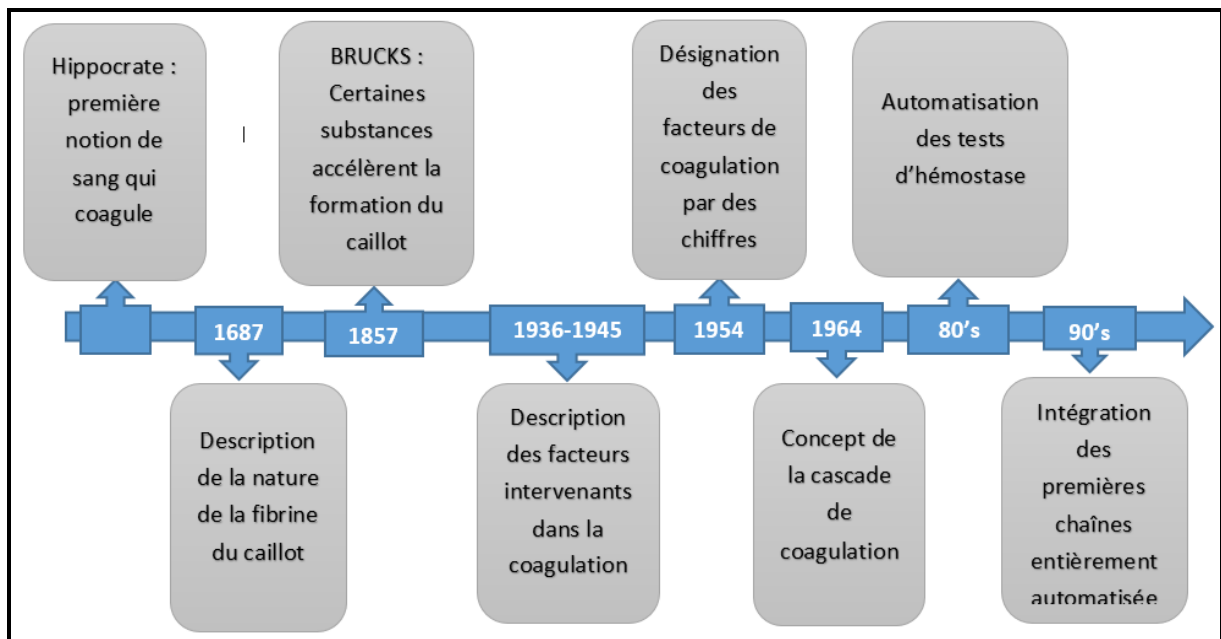 Hippocrate :
première
notion de
sang qui
coagule
BRUCKS :
Certaines
substances
accélèrent la
formation du
caillot
Désignation
des
facteurs de
coagulation
par des
chiffres
Automatisation
des tests
d’hémostase
1687
1857
1936-1945
1954
1964
80’s
90’s
Description
de la nature
de la fibrine
du caillot
Description
des facteurs
intervenants
dans la
coagulation
Concept de
la cascade
de
coagulation
Intégration
des
premières
chaînes
entièrement
automatisée